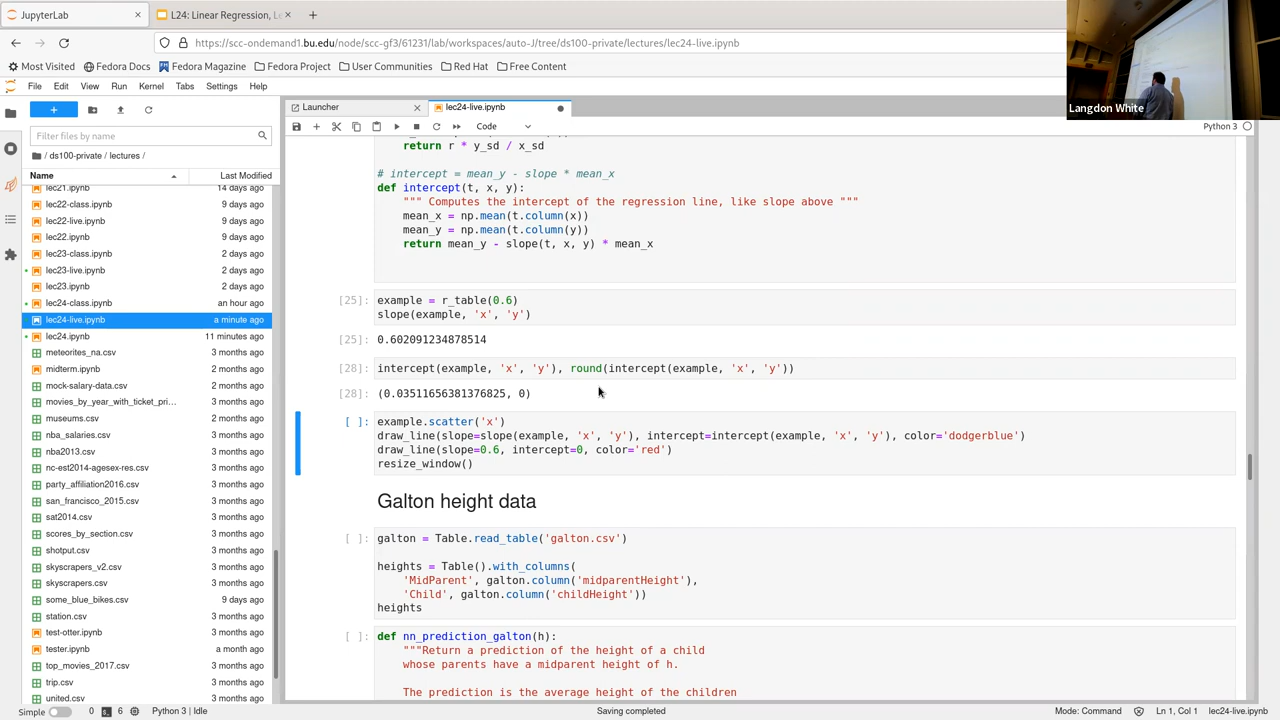 JupyterLab
L24: Linear Regression, Le
https://scc-ondemand1.bu.edu/node/scc-gf3/61231/lab/workspaces/auto-J/tree/ds100-private/lectures/lec24-live.ipynb
Most Visited Fedora Docs Fedora Magazine Fedora Project User Communities Red Hat Free Content
Langdon White
File Edit View Run Kernel Tabs Settings Help
Launcher
lec24-live.ipynb
Code
Python 3
Filter files by name
/ ds100-private / lectures /
Name Last Modified
lec21.ipynb 14 days ago
lec22-class.ipynb 9 days ago
lec22-live.ipynb 9 days ago
lec22.ipynb 9 days ago
lec23-class.ipynb 2 days ago
lec23-live.ipynb 2 days ago
lec23.ipynb 2 days ago
lec24-class.ipynb an hour ago
lec24-live.ipynb a minute ago
lec24.ipynb 11 minutes ago
meteorites_na.csv 3 months ago
midterm.ipynb 3 months ago
mock-salary-data.csv 3 months ago
movies_by_year_with_ticket_pri... 3 months ago
museums.csv 2 months ago
nba_salaries.csv 3 months ago
nba2013.csv 3 months ago
nc-est2014-agesex-res.csv 3 months ago
party_affiliation2016.csv 3 months ago
san_francisco_2015.csv 3 months ago
sat2014.csv 3 months ago
scores_by_section.csv 3 months ago
shotput.csv 3 months ago
skyscrapers_v2.csv 3 months ago
skyscrapers.csv 3 months ago
some_blue_bikes.csv 9 days ago
station.csv 3 months ago
test-otter.ipynb 3 months ago
tester.ipynb a month ago
top_movies_2017.csv 3 months ago
trip.csv 3 months ago
united.csv 3 months ago
return r * y_sd / x_sd
# intercept = mean_y - slope * mean_x
def intercept(t, x, y):
""" Computes the intercept of the regression line, like slope above """
mean_x = np.mean(t.column(x))
mean_y = np.mean(t.column(y))
return mean_y - slope(t, x, y) * mean_x
[25]: example = r_table(0.6)
slope(example, 'x', 'y')
[25]: 0.602091234878514
[28]: intercept(example, 'x', 'y'), round(intercept(example, 'x', 'y'))
[28]: (0.03511656381376825, 0)
[ ]: example.scatter('x')
draw_line(slope=slope(example, 'x', 'y'), intercept=intercept(example, 'x', 'y'), color='dodgerblue')
draw_line(slope=0.6, intercept=0, color='red')
resize_window()
Galton height data
[ ]: galton = Table.read_table('galton.csv')
heights = Table().with_columns(
'MidParent', galton.column('midparentHeight'),
'Child', galton.column('childHeight'))
heights
[ ]: def nn_prediction_galton(h):
"""Return a prediction of the height of a child
whose parents have a midparent height of h.
The prediction is the average height of the children
Simple 0 6 Python 3 | Idle Saving completed Mode: Command Ln 1, Col 1 lec24-live.ipynb